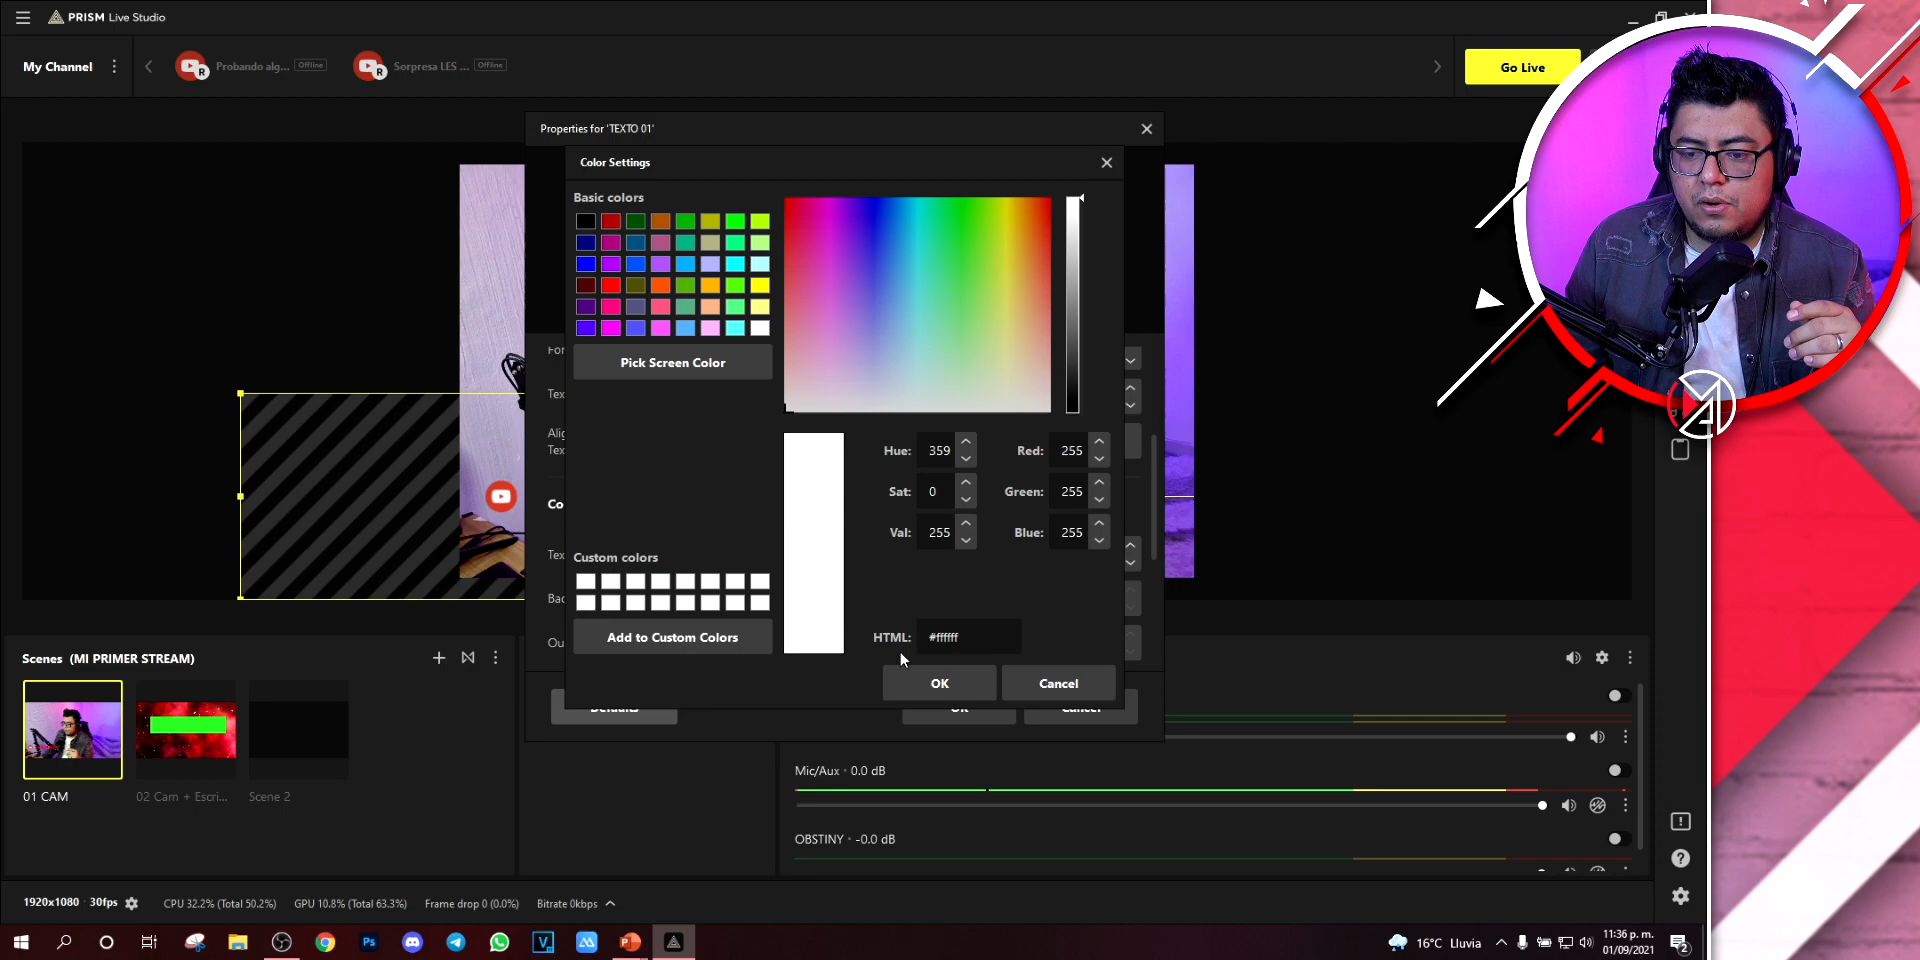 PRISM Live Studio
My Channel
Probando alg... Offline
Sorpresa LES ... Offline
Go Live
Properties for 'TEXTO 01'
Color Settings
Basic colors
Pick Screen Color
Custom colors
Add to Custom Colors
Hue: 359
Sat: 0
Val: 255
Red: 255
Green: 255
Blue: 255
HTML: #ffffff
OK
Cancel
Scenes (MI PRIMER STREAM)
01 CAM
02 Cam + Escri...
Scene 2
Mic/Aux · 0.0 dB
OBSTINY · -0.0 dB
1920x1080 · 30fps
CPU 32.2% (Total 50.2%)
GPU 10.8% (Total 63.3%)
Frame drop 0 (0.0%)
Bitrate 0kbps
16°C Lluvia
11:36 p. m.
01/09/2021
2